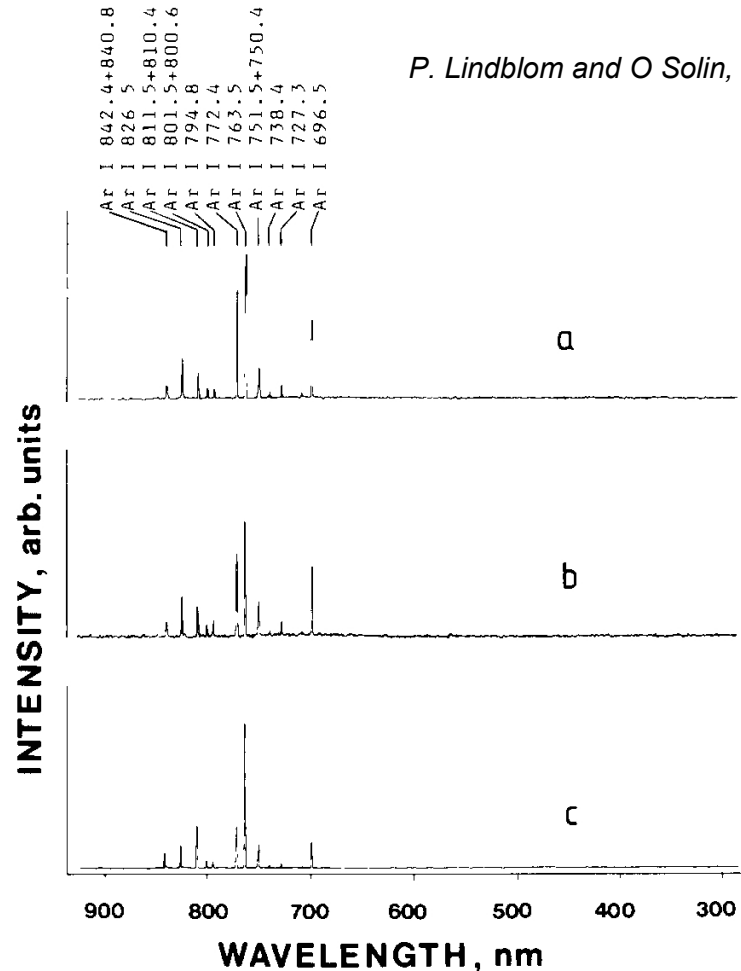 Ar I 842.4+840.8
Ar I 826 5
Ar I 811.5+810.4
Ar I 801.5+800.6
Ar I 794.8
Ar I 772.4
Ar I 763.5
Ar I 751.5+750.4
Ar I 738.4
Ar I 727.3
Ar I 696.5
P. Lindblom and O Solin,
a
b
c
INTENSITY, arb. units
900 800 700 600 500 400 300
WAVELENGTH, nm